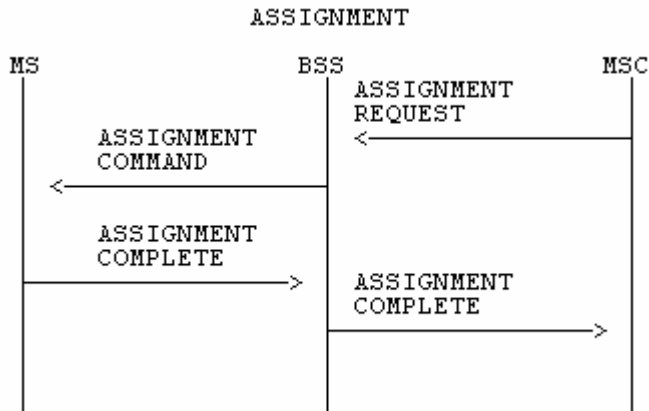 ASSIGNMENT
MS BSS MSC
ASSIGNMENT
REQUEST
ASSIGNMENT
COMMAND
ASSIGNMENT
COMPLETE
ASSIGNMENT
COMPLETE